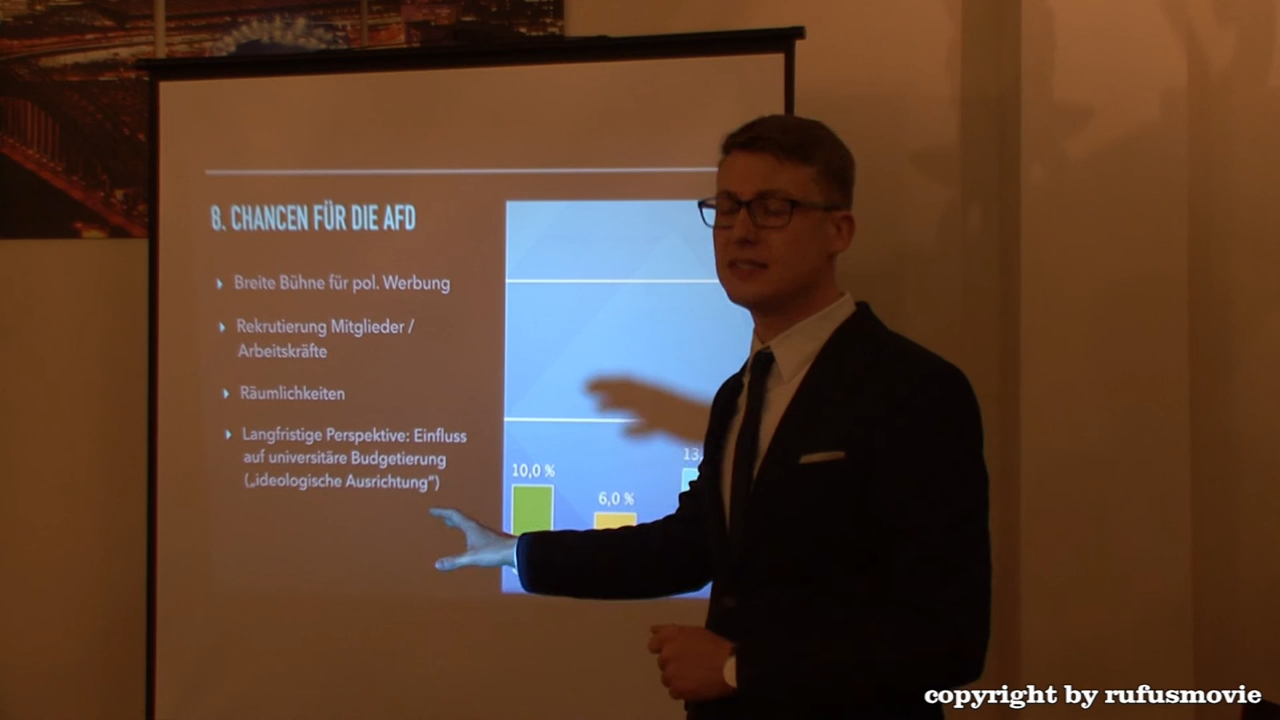 8. CHANCEN FÜR DIE AFD
Breite Bühne für pol. Werbung
Rekrutierung Mitglieder /
Arbeitskräfte
Räumlichkeiten
Langfristige Perspektive: Einfluss
auf universitäre Budgetierung
(„ideologische Ausrichtung“)
10,0 %
6,0 %
13,
copyright by rufusmovie